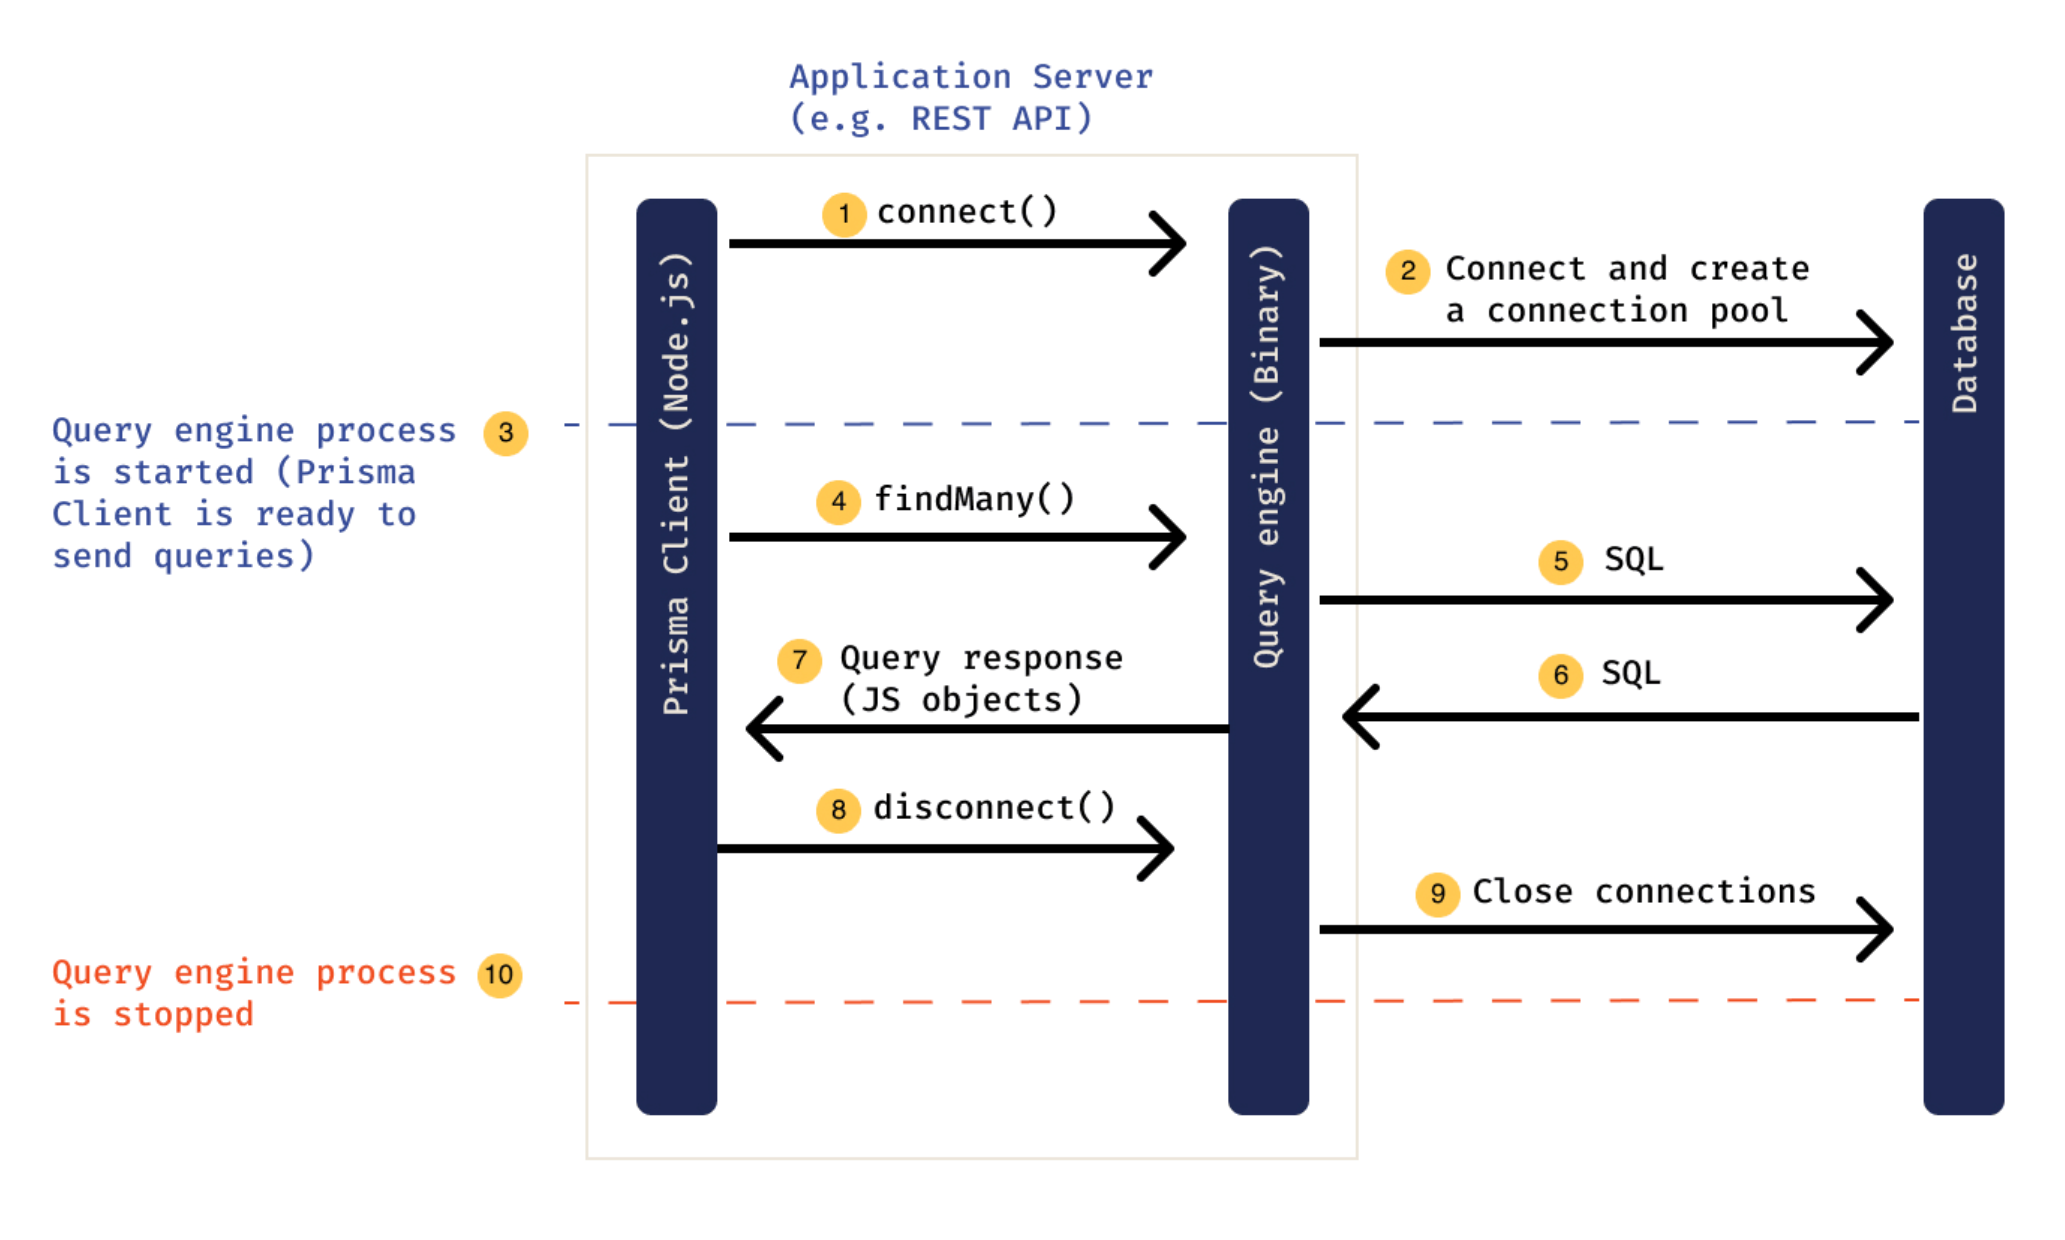 Application Server
(e.g. REST API)
Prisma Client (Node.js)
Query engine (Binary)
Database
1 connect()
2 Connect and create
a connection pool
Query engine process 3
is started (Prisma
Client is ready to
send queries)
4 findMany()
5 SQL
6 SQL
7 Query response
(JS objects)
8 disconnect()
9 Close connections
Query engine process 10
is stopped